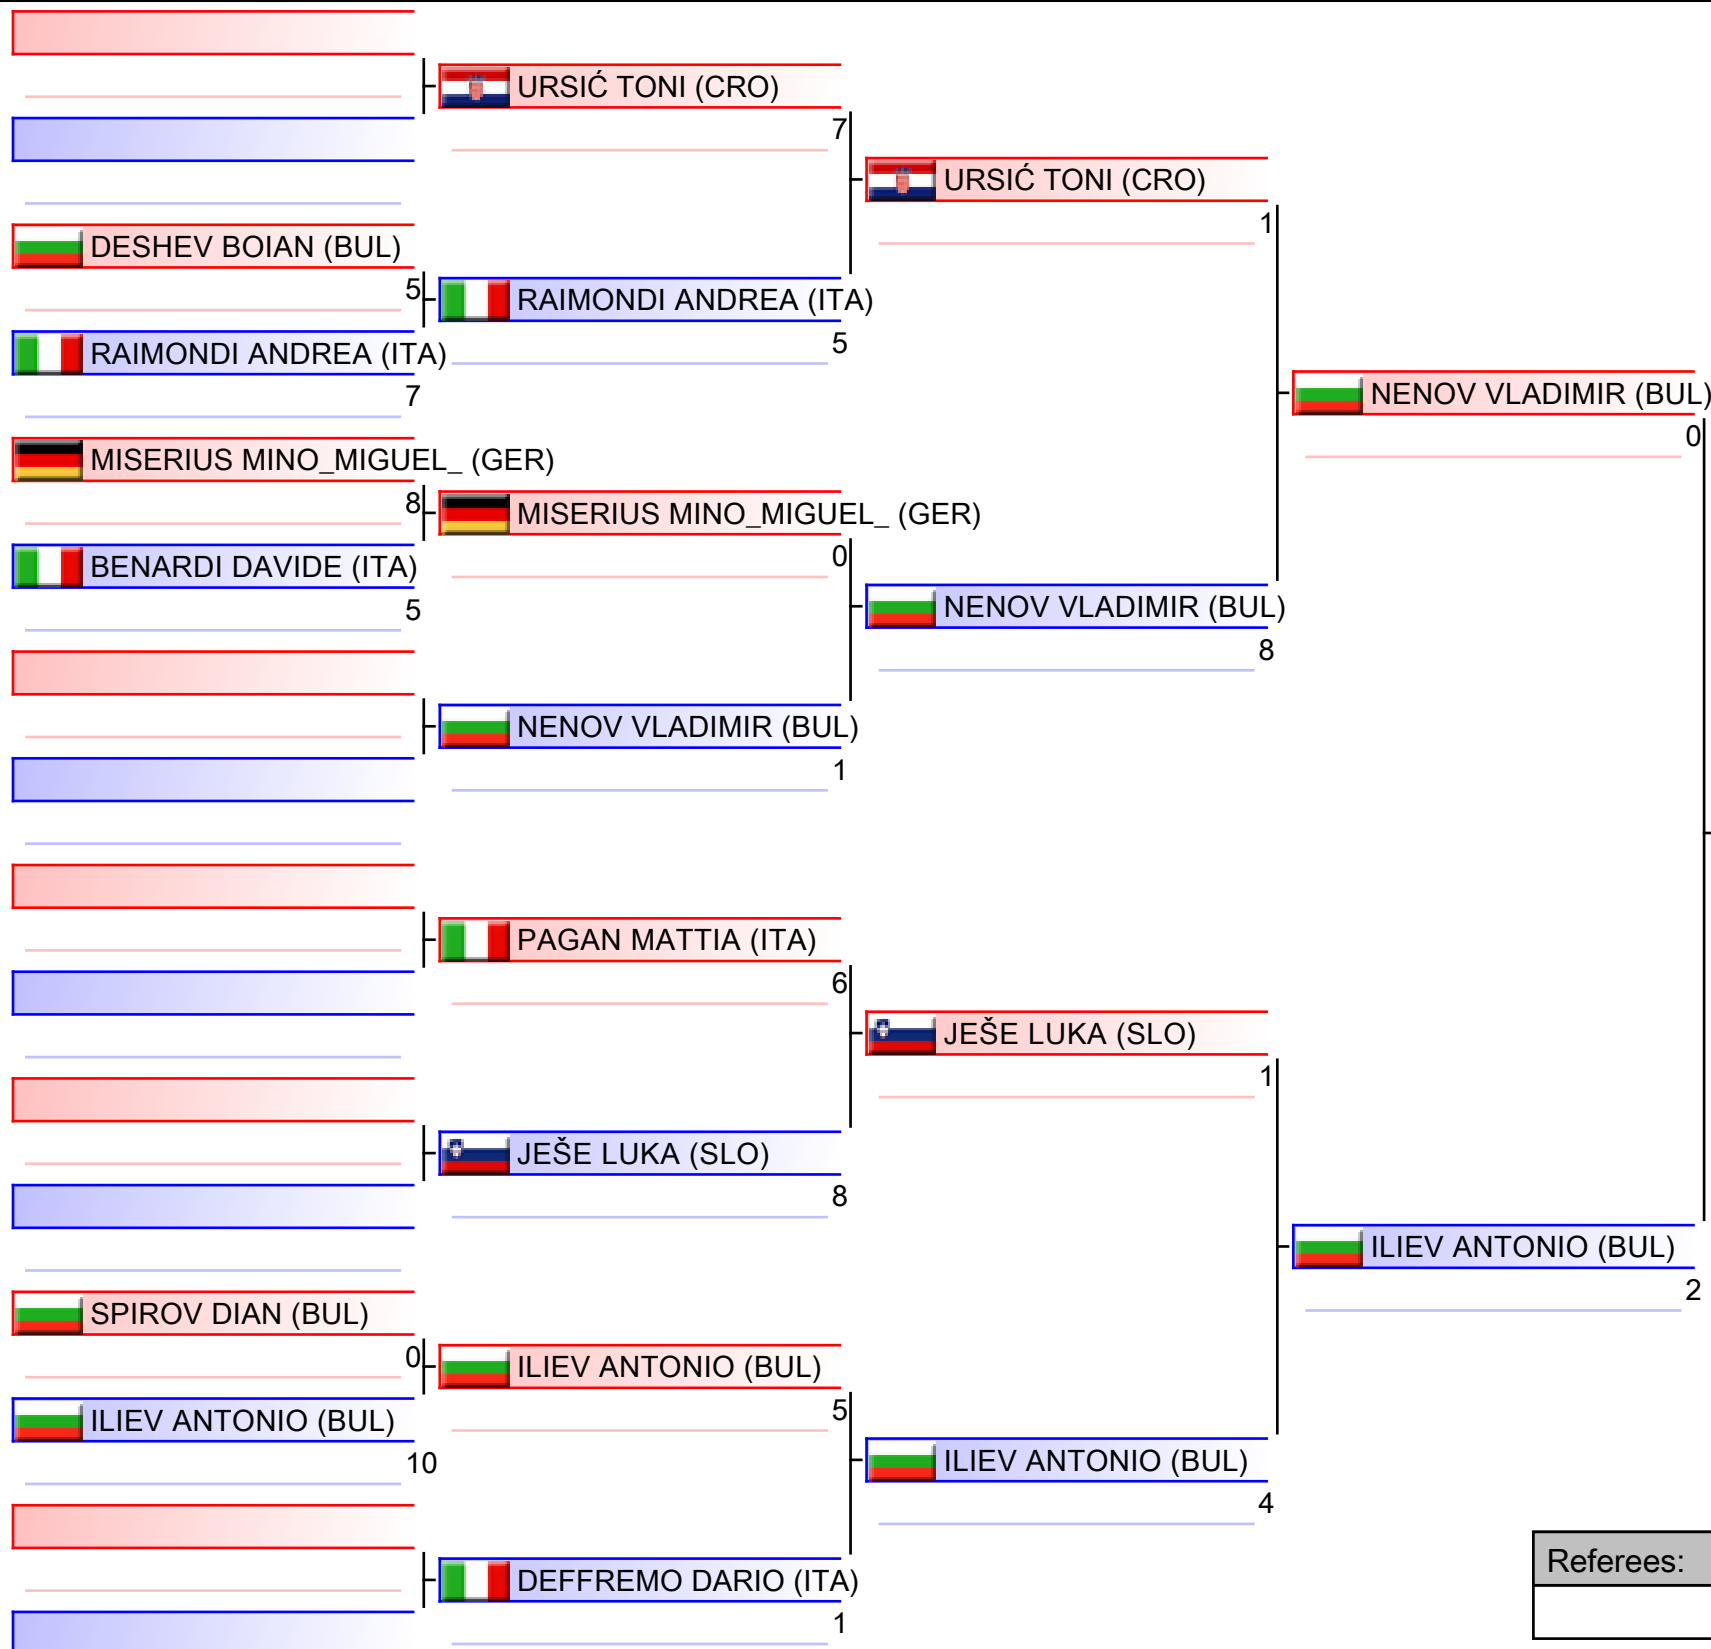 URSIĆ TONI (CRO)
7
URSIĆ TONI (CRO)
1
DESHEV BOIAN (BUL)
5
RAIMONDI ANDREA (ITA)
5
RAIMONDI ANDREA (ITA)
7
NENOV VLADIMIR (BUL)
0
MISERIUS MINO_MIGUEL_ (GER)
8
MISERIUS MINO_MIGUEL_ (GER)
0
BENARDI DAVIDE (ITA)
5
NENOV VLADIMIR (BUL)
8
NENOV VLADIMIR (BUL)
1
PAGAN MATTIA (ITA)
6
JEŠE LUKA (SLO)
1
JEŠE LUKA (SLO)
8
ILIEV ANTONIO (BUL)
2
SPIROV DIAN (BUL)
0
ILIEV ANTONIO (BUL)
5
ILIEV ANTONIO (BUL)
10
ILIEV ANTONIO (BUL)
4
DEFFREMO DARIO (ITA)
1
Referees: